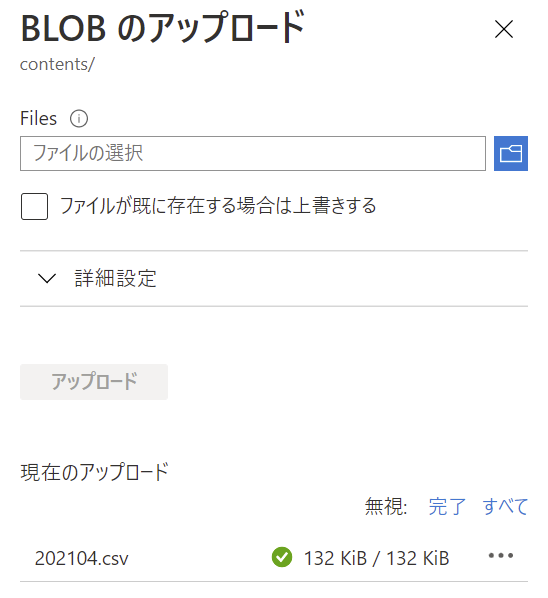 BLOB のアップロード
contents/
Files
ファイルの選択
ファイルが既に存在する場合は上書きする
詳細設定
アップロード
現在のアップロード
無視: 完了 すべて
202104.csv 132 KiB / 132 KiB